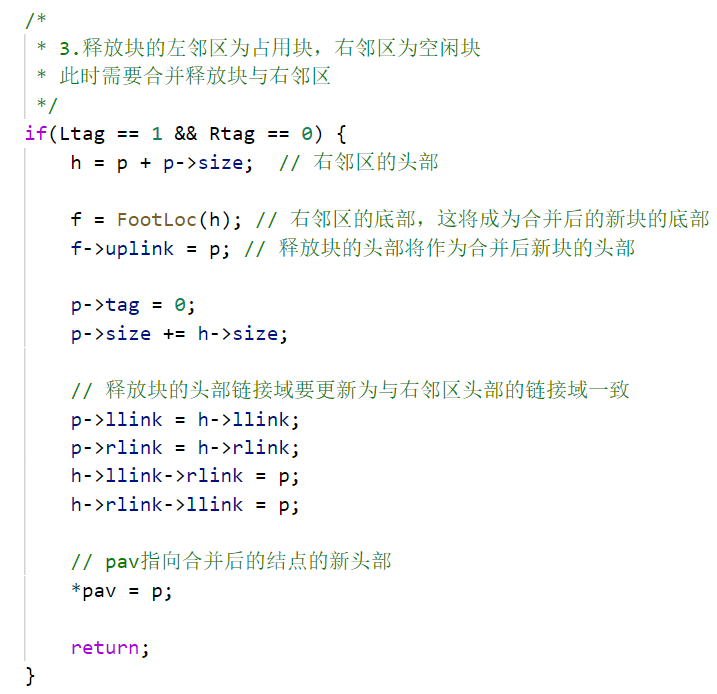 /*
 * 3.释放块的左邻区为占用块，右邻区为空闲块
 * 此时需要合并释放块与右邻区
 */
if(Ltag == 1 && Rtag == 0) {
    h = p + p->size;  // 右邻区的头部
    f = FootLoc(h); // 右邻区的底部，这将成为合并后的新块的底部
    f->uplink = p; // 释放块的头部将作为合并后新块的头部
    p->tag = 0;
    p->size += h->size;
    // 释放块的头部链接域要更新为与右邻区头部的链接域一致
    p->llink = h->llink;
    p->rlink = h->rlink;
    h->llink->rlink = p;
    h->rlink->llink = p;
    // pav指向合并后的结点的新头部
    *pav = p;
    return;
}